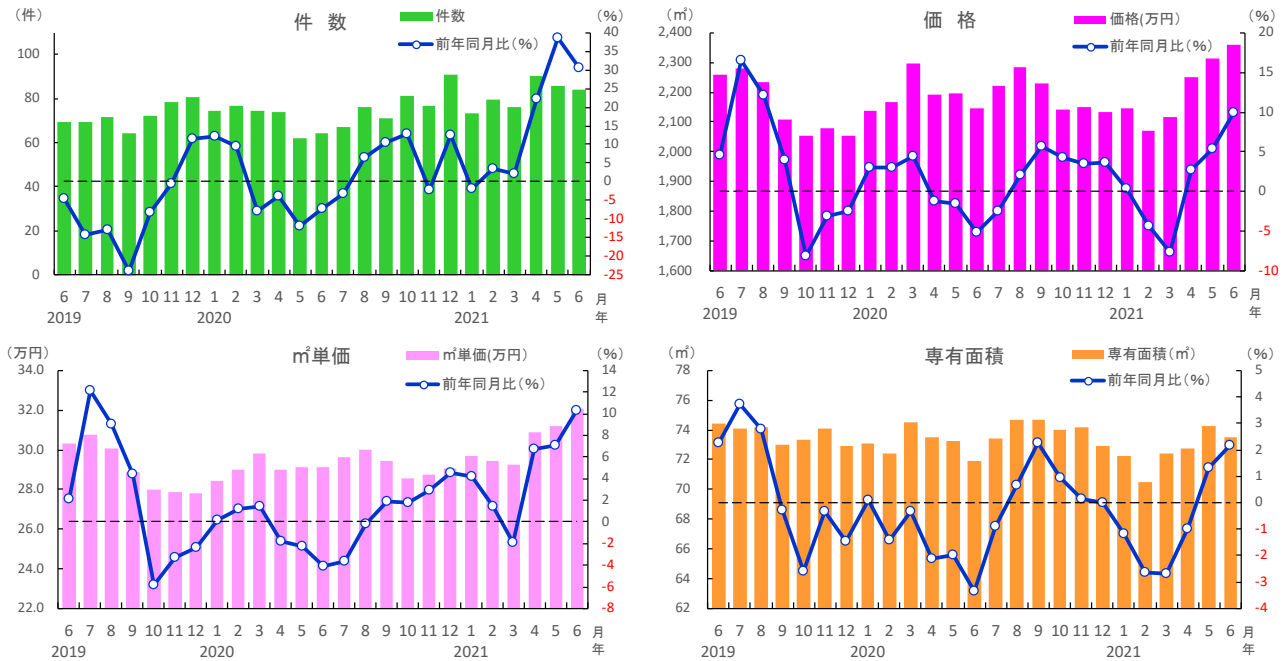 (件) 件 数 件数 (%)
前年同月比(%)
100 80 60 40 20 0
40 35 30 25 20 15 10 5 0 -5 -10 -15 -20 -25
6 7 8 9 10 11 12 1 2 3 4 5 6 7 8 9 10 11 12 1 2 3 4 5 6 月
2019 2020 2021 年
(㎡) 価 格 価格(万円) (%)
前年同月比(%)
2,400 2,300 2,200 2,100 2,000 1,900 1,800 1,700 1,600
20 15 10 5 0 -5 -10
6 7 8 9 10 11 12 1 2 3 4 5 6 7 8 9 10 11 12 1 2 3 4 5 6 月
2019 2020 2021 年
(万円) ㎡単価 ㎡単価(万円) (%)
前年同月比(%)
34.0 32.0 30.0 28.0 26.0 24.0 22.0
14 12 10 8 6 4 2 0 -2 -4 -6 -8
6 7 8 9 10 11 12 1 2 3 4 5 6 7 8 9 10 11 12 1 2 3 4 5 6 月
2019 2020 2021 年
(㎡) 専有面積 専有面積(㎡) (%)
前年同月比(%)
78 76 74 72 70 68 66 64 62
5 4 3 2 1 0 -1 -2 -3 -4
6 7 8 9 10 11 12 1 2 3 4 5 6 7 8 9 10 11 12 1 2 3 4 5 6 月
2019 2020 2021 年